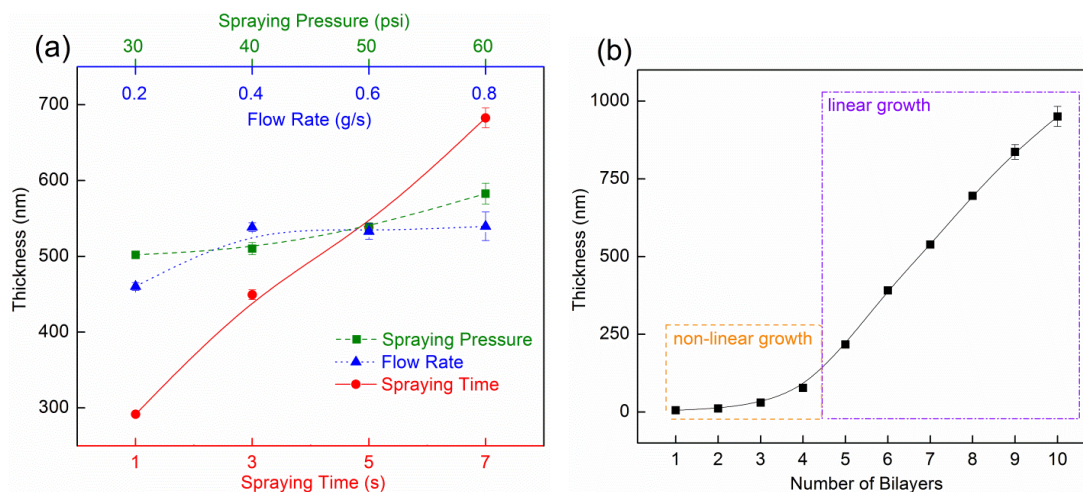 (a)
Spraying Pressure (psi)
30 40 50 60
0.2 0.4 0.6 0.8
Flow Rate (g/s)
Thickness (nm)
700
600
500
400
300
Spraying Pressure
Flow Rate
Spraying Time
1 3 5 7
Spraying Time (s)
(b)
Thickness (nm)
1000
750
500
250
0
linear growth
non-linear growth
1 2 3 4 5 6 7 8 9 10
Number of Bilayers